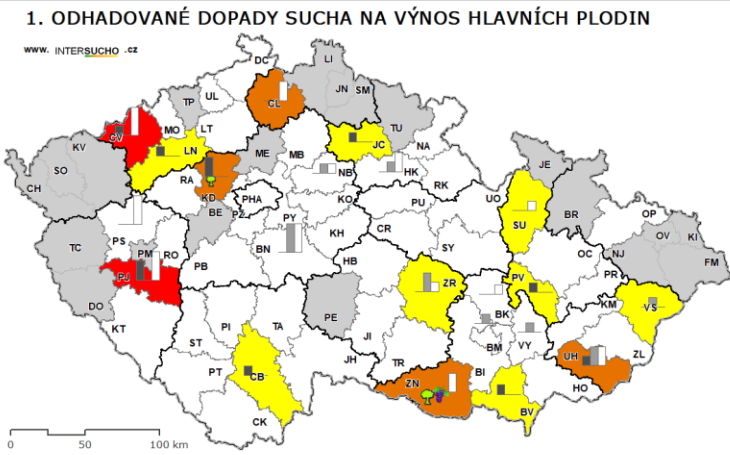 1. ODHADOVANÉ DOPADY SUCHA NA VÝNOS HLAVNÍCH PLODIN
www. INTERSUCHO .cz
DC
LI
UL
TP
CL
JN
SM
CV
MO
LT
TU
KV
LN
ME
MB
JC
NA
SO
RA
NB
HK
JE
CH
KD
PHA
KO
RK
UO
BR
BE
PZ
PU
OP
PY
SU
OV
KI
TC
PS
PM
RO
BN
KH
CR
SY
OC
NJ
FM
PJ
PB
HB
ZR
PV
PR
DO
KM
VS
KT
PI
TA
PE
BK
ST
JI
BM
VY
UH
ZL
PT
CB
JH
TR
ZN
BI
HO
BV
CK
0 50 100 km